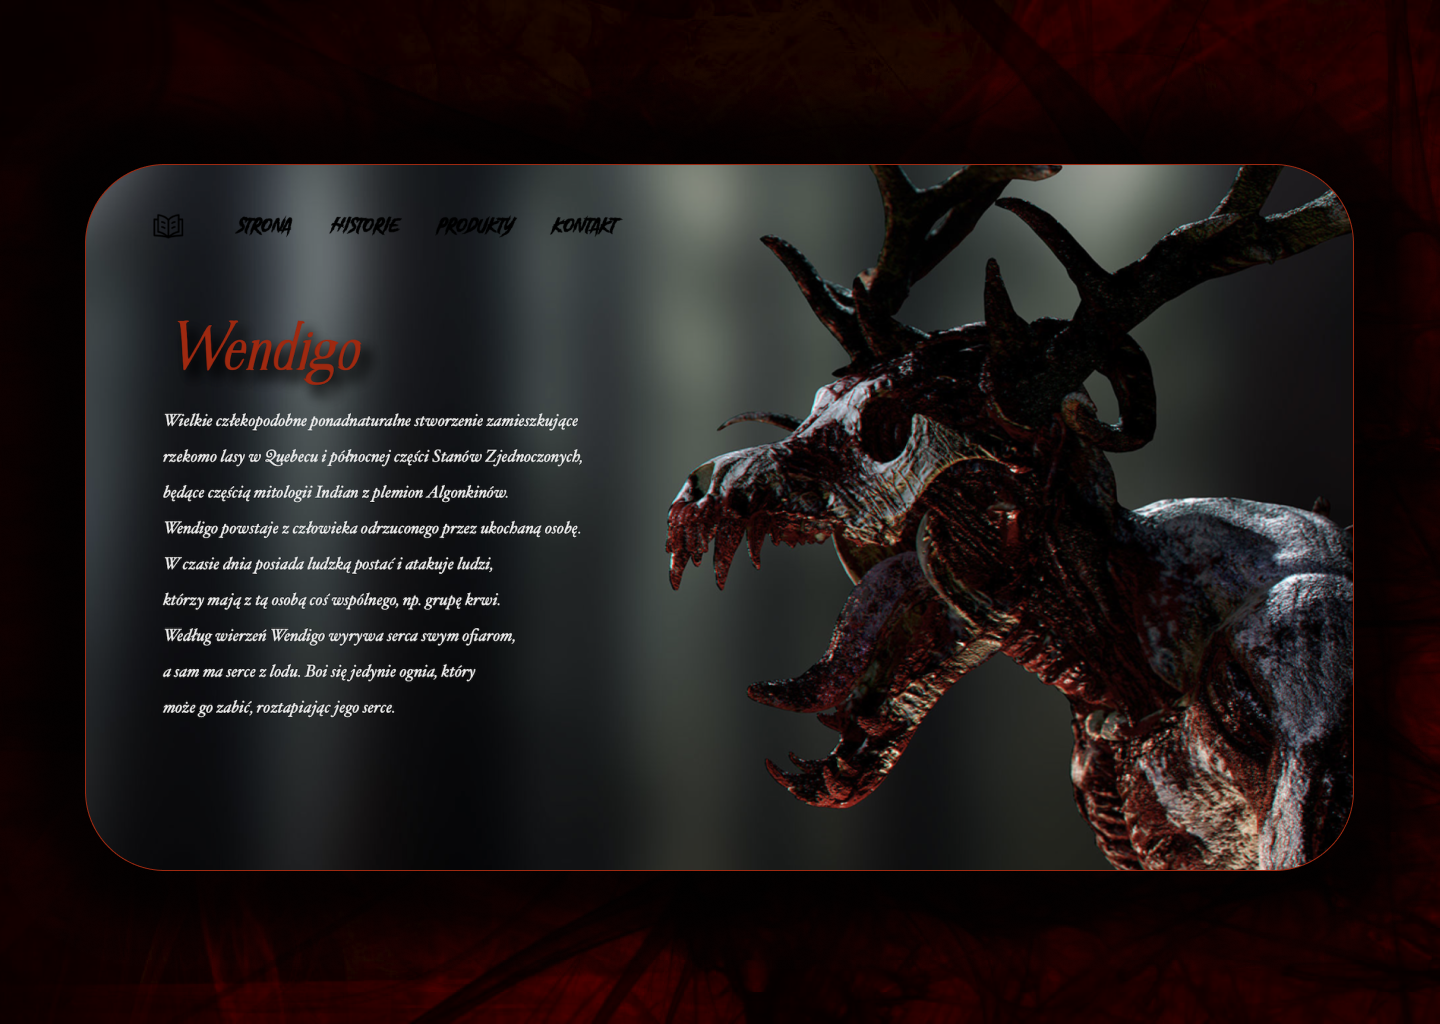 STRONA HISTORIE PRODUKTY KONTAKT
Wendigo
Wielkie człekopodobne ponadnaturalne stworzenie zamieszkujące
rzekomo lasy w Quebecu i północnej części Stanów Zjednoczonych,
będące częścią mitologii Indian z plemion Algonkinów.
Wendigo powstaje z człowieka odrzuconego przez ukochaną osobę.
W czasie dnia posiada ludzką postać i atakuje ludzi,
którzy mają z tą osobą coś wspólnego, np. grupę krwi.
Według wierzeń Wendigo wyrywa serca swym ofiarom,
a sam ma serce z lodu. Boi się jedynie ognia, który
może go zabić, roztapiając jego serce.